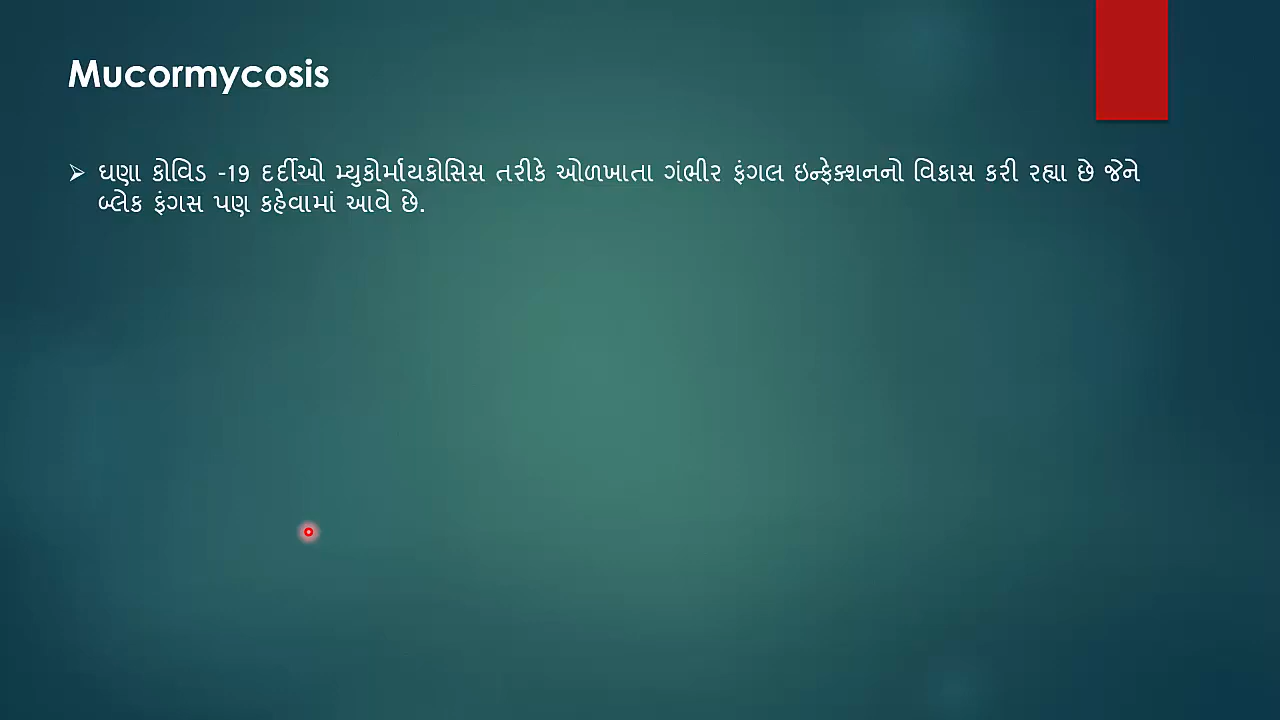 Mucormycosis
ઘણા કોવિડ -19 દર્દીઓ મ્યુકોર્માયકોસિસ તરીકે ઓળખાતા ગંભીર ફંગલ ઇન્ફેક્શનનો વિકાસ કરી રહ્યા છે જેને
બ્લેક ફંગસ પણ કહેવામાં આવે છે.